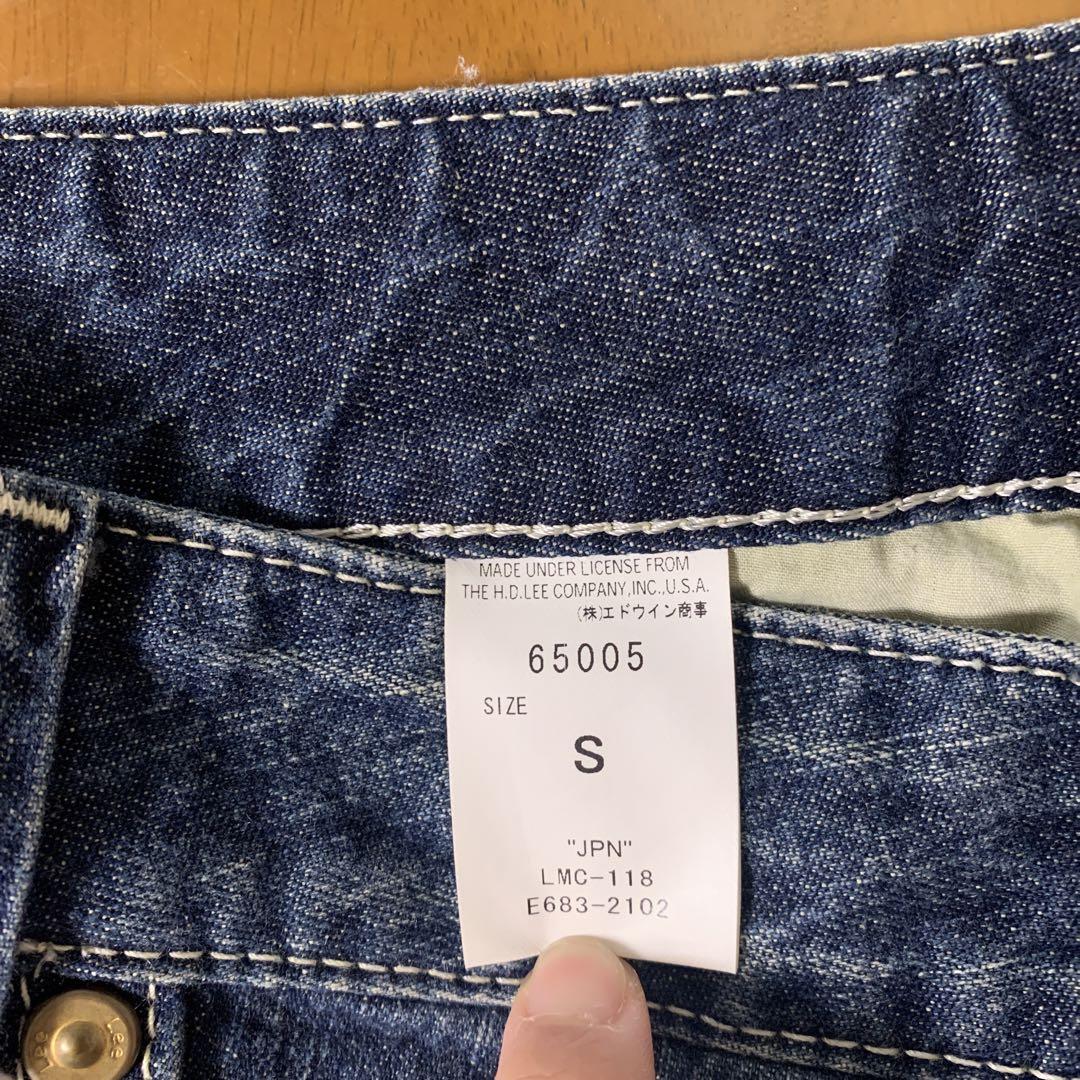 MADE UNDER LICENSE FROM
THE H.D.LEE COMPANY,INC.,U.S.A.
(株)エドウイン商事
65005
SIZE
S
"JPN"
LMC-118
E683-2102
Lee
Lee